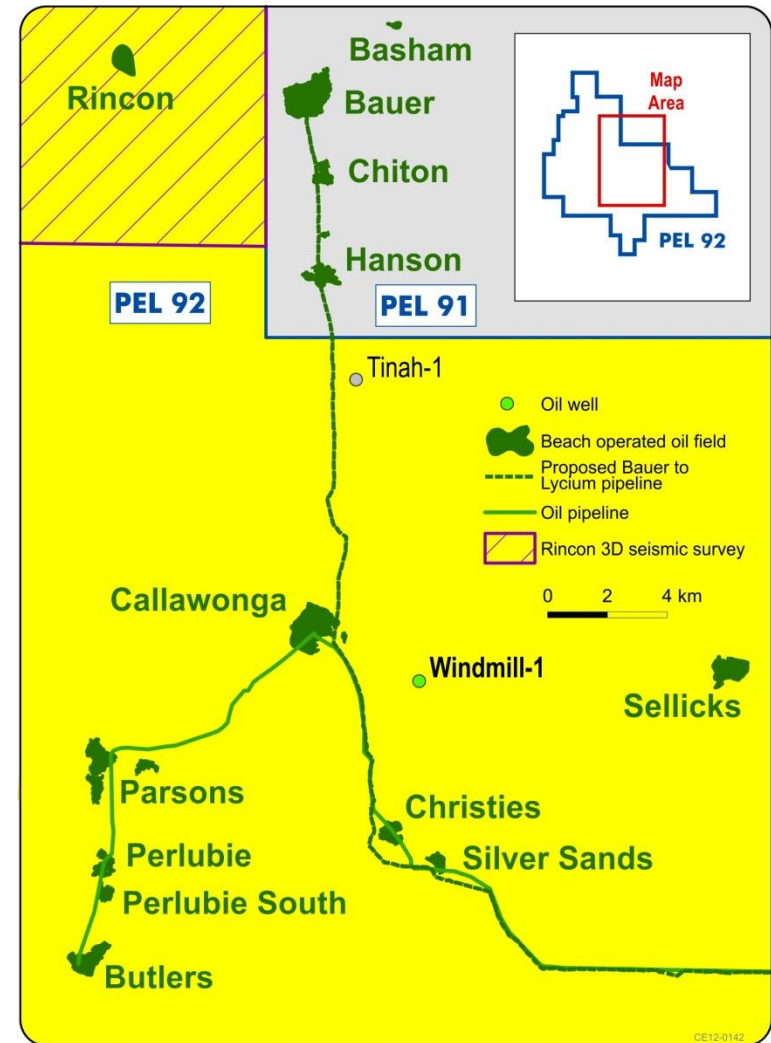 Basham
Rincon
Bauer
Map
Area
PEL 92
Chiton
Hanson
PEL 92
PEL 91
Tinah-1
Oil well
Beach operated oil field
Proposed Bauer to
Lycium pipeline
Oil pipeline
Rincon 3D seismic survey
0 2 4 km
Callawonga
Windmill-1
Sellicks
Parsons
Christies
Perlubie
Silver Sands
Perlubie South
Butlers
CE12-0142